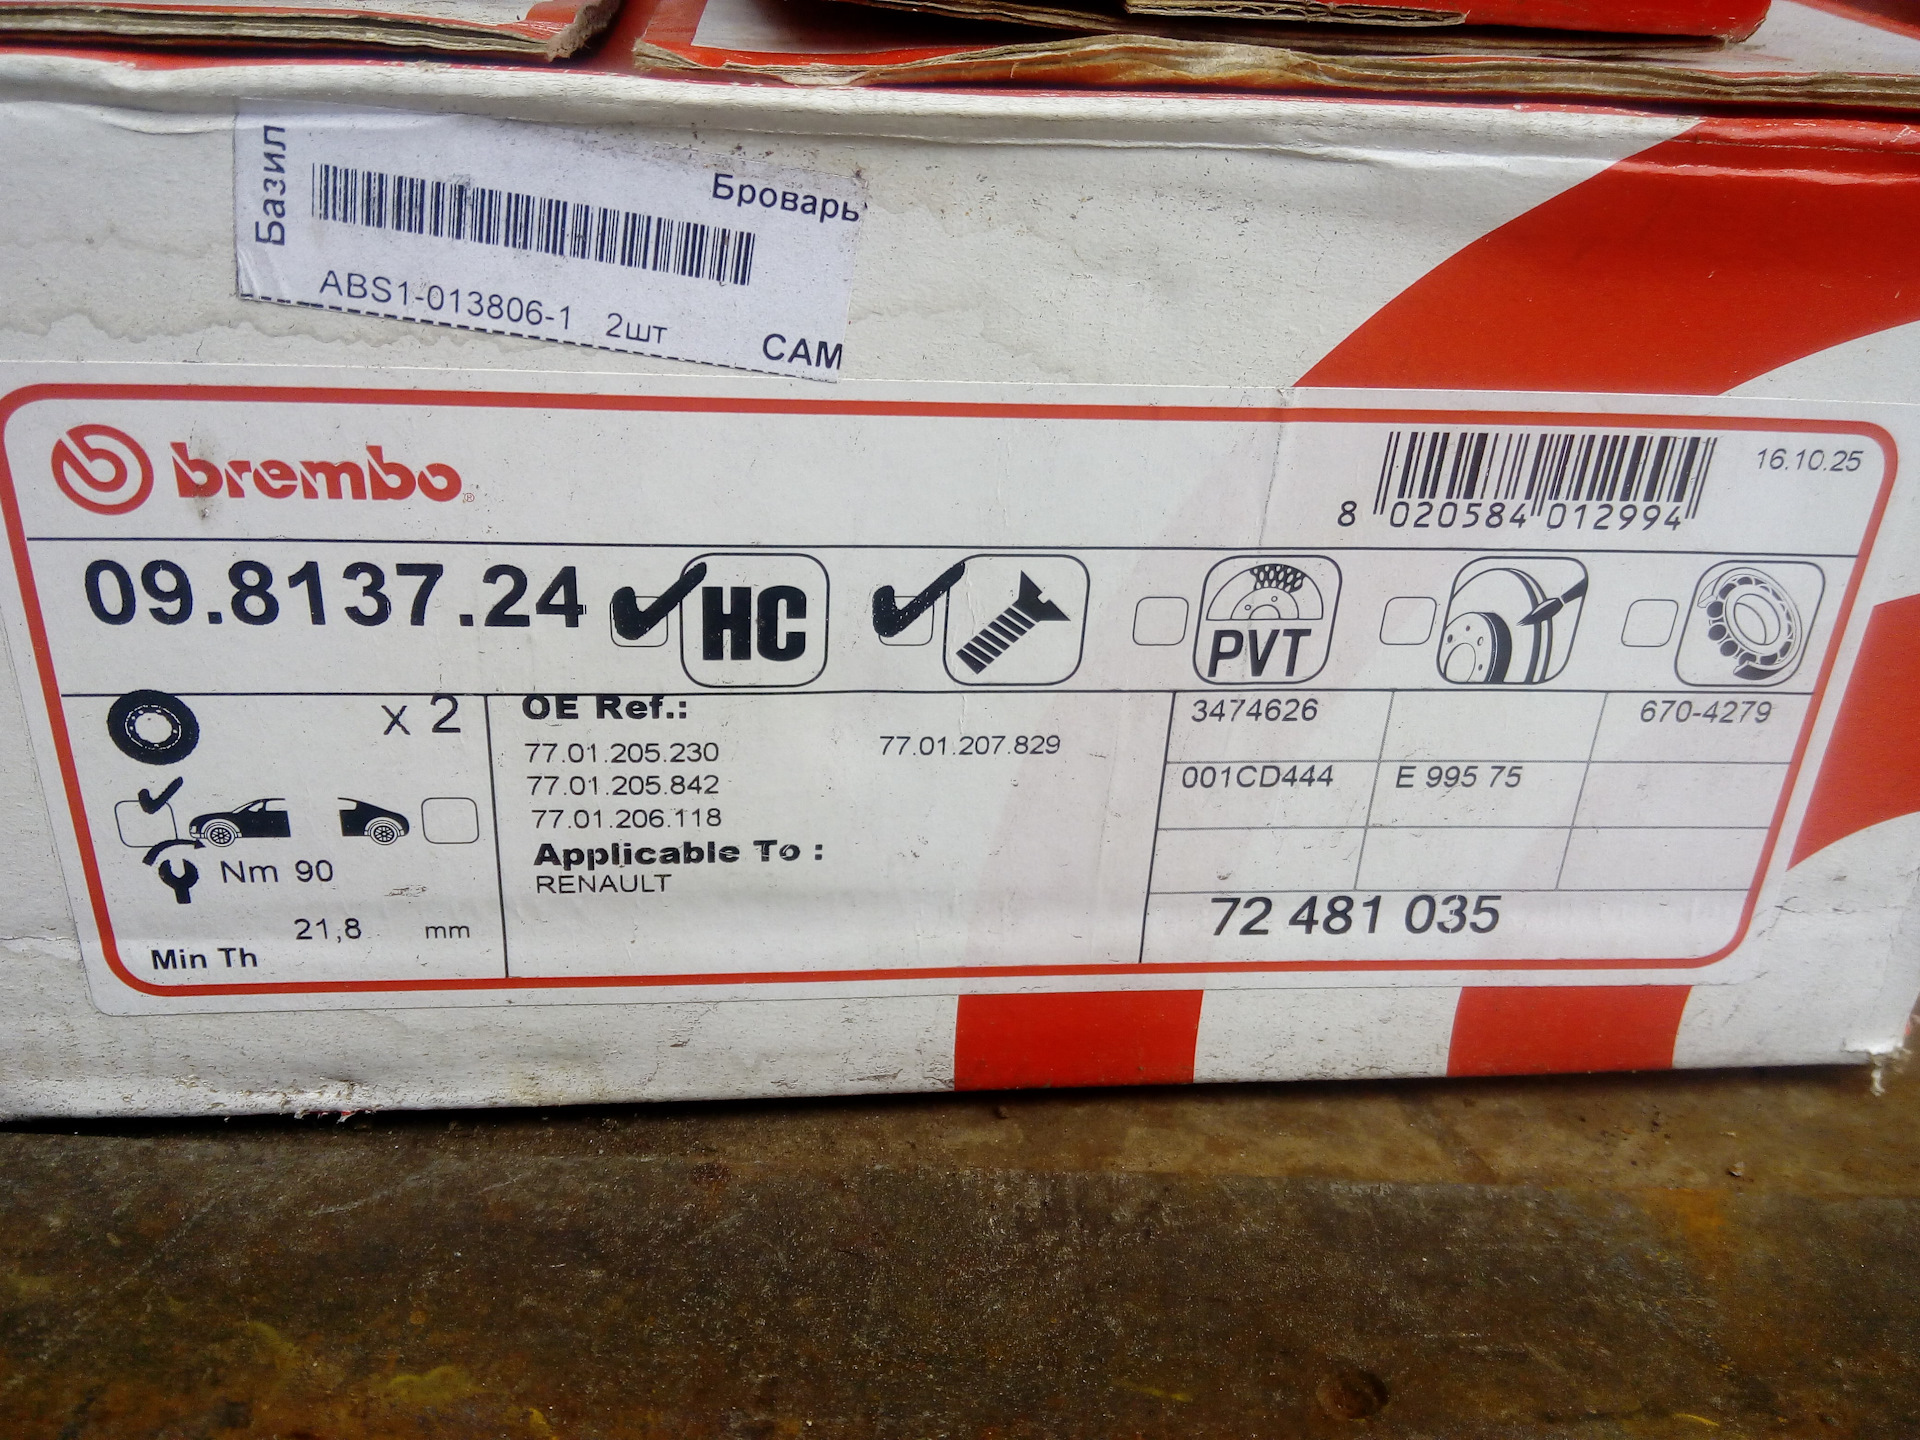 Базил
Броварь
ABS1-013806-1 2шт
САМ
brembo®
16.10.25
8 020584 012994
09.8137.24
HC
PVT
x 2
OE Ref.:
77.01.205.230
77.01.207.829
77.01.205.842
77.01.206.118
Applicable To :
RENAULT
Nm 90
21,8 mm
Min Th
3474626
670-4279
001CD444
E 995 75
72 481 035